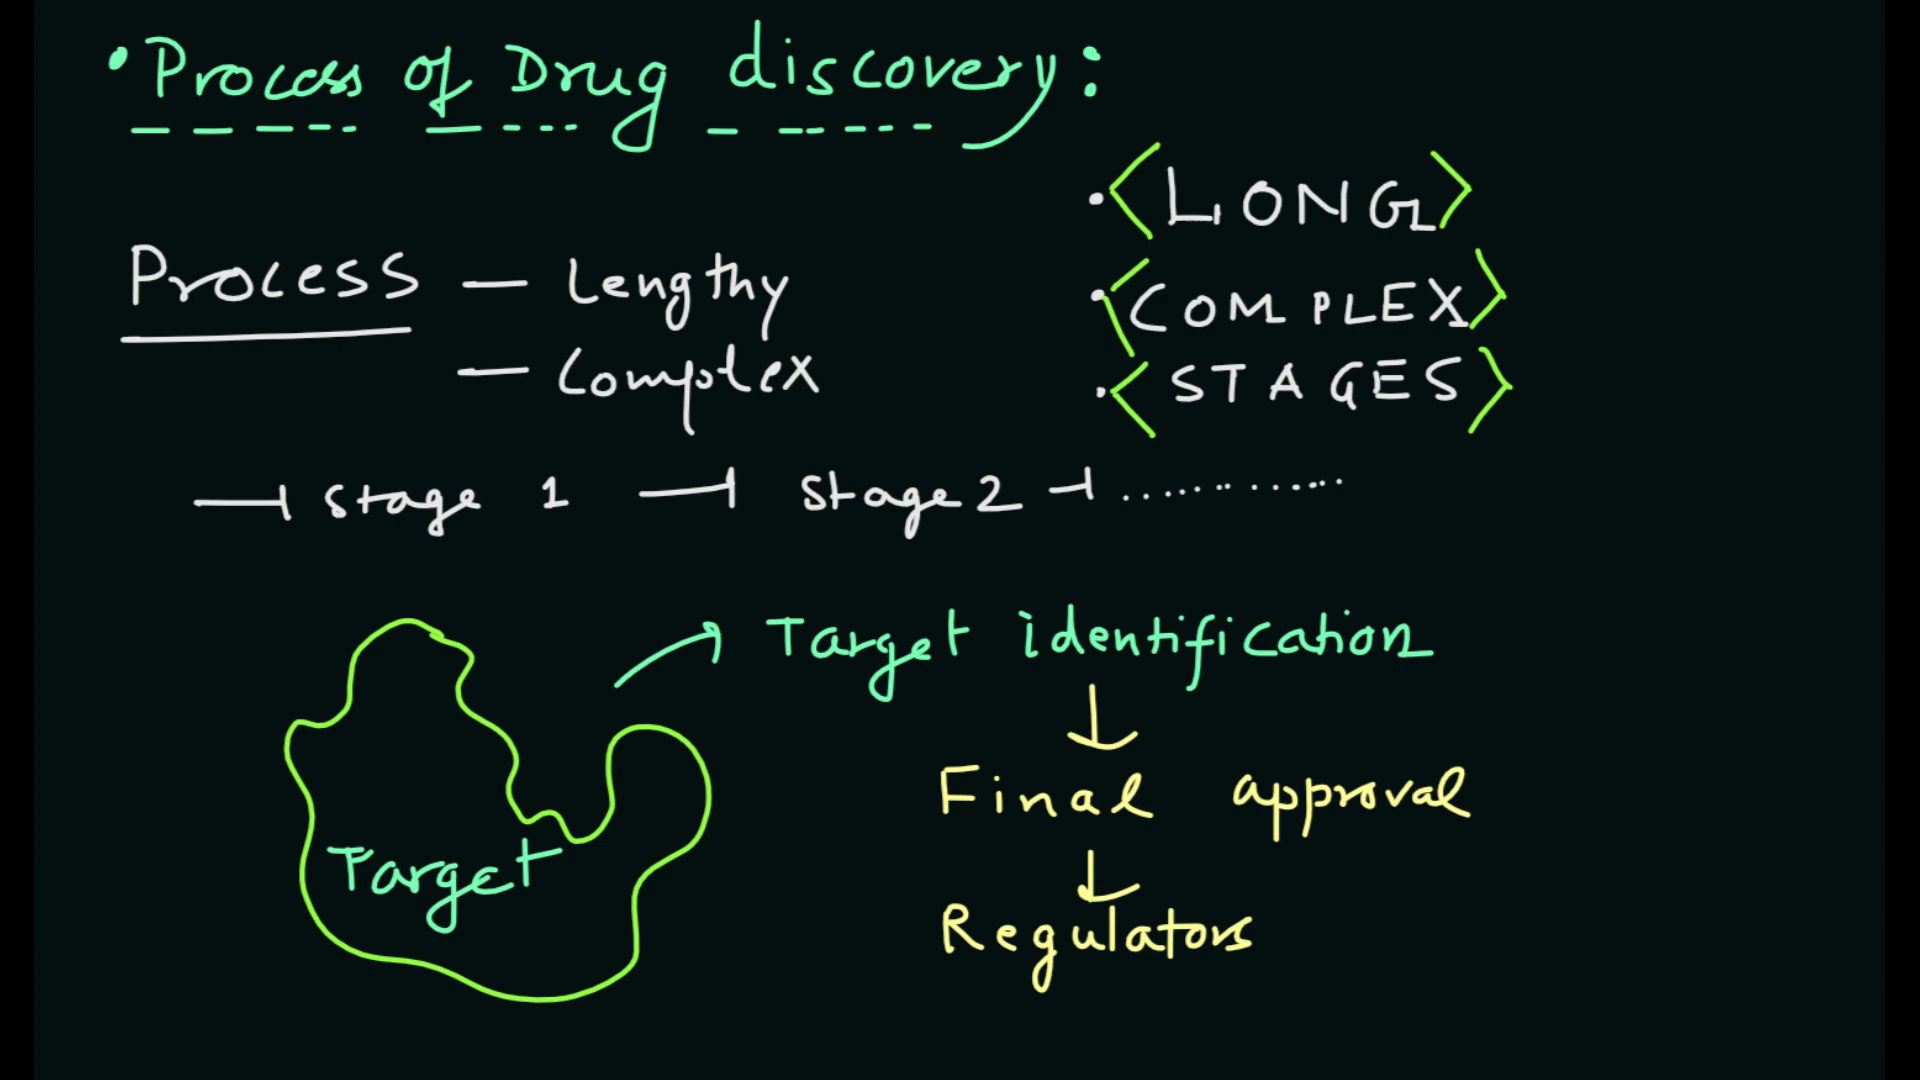 • Process of Drug discovery:
• <LONG>
Process — Lengthy
• <COMPLEX>
— Complex
• <STAGES>
—| Stage 1 —| Stage 2 —| ............
→ Target identification
↓
Final approval
Target
↓
Regulators